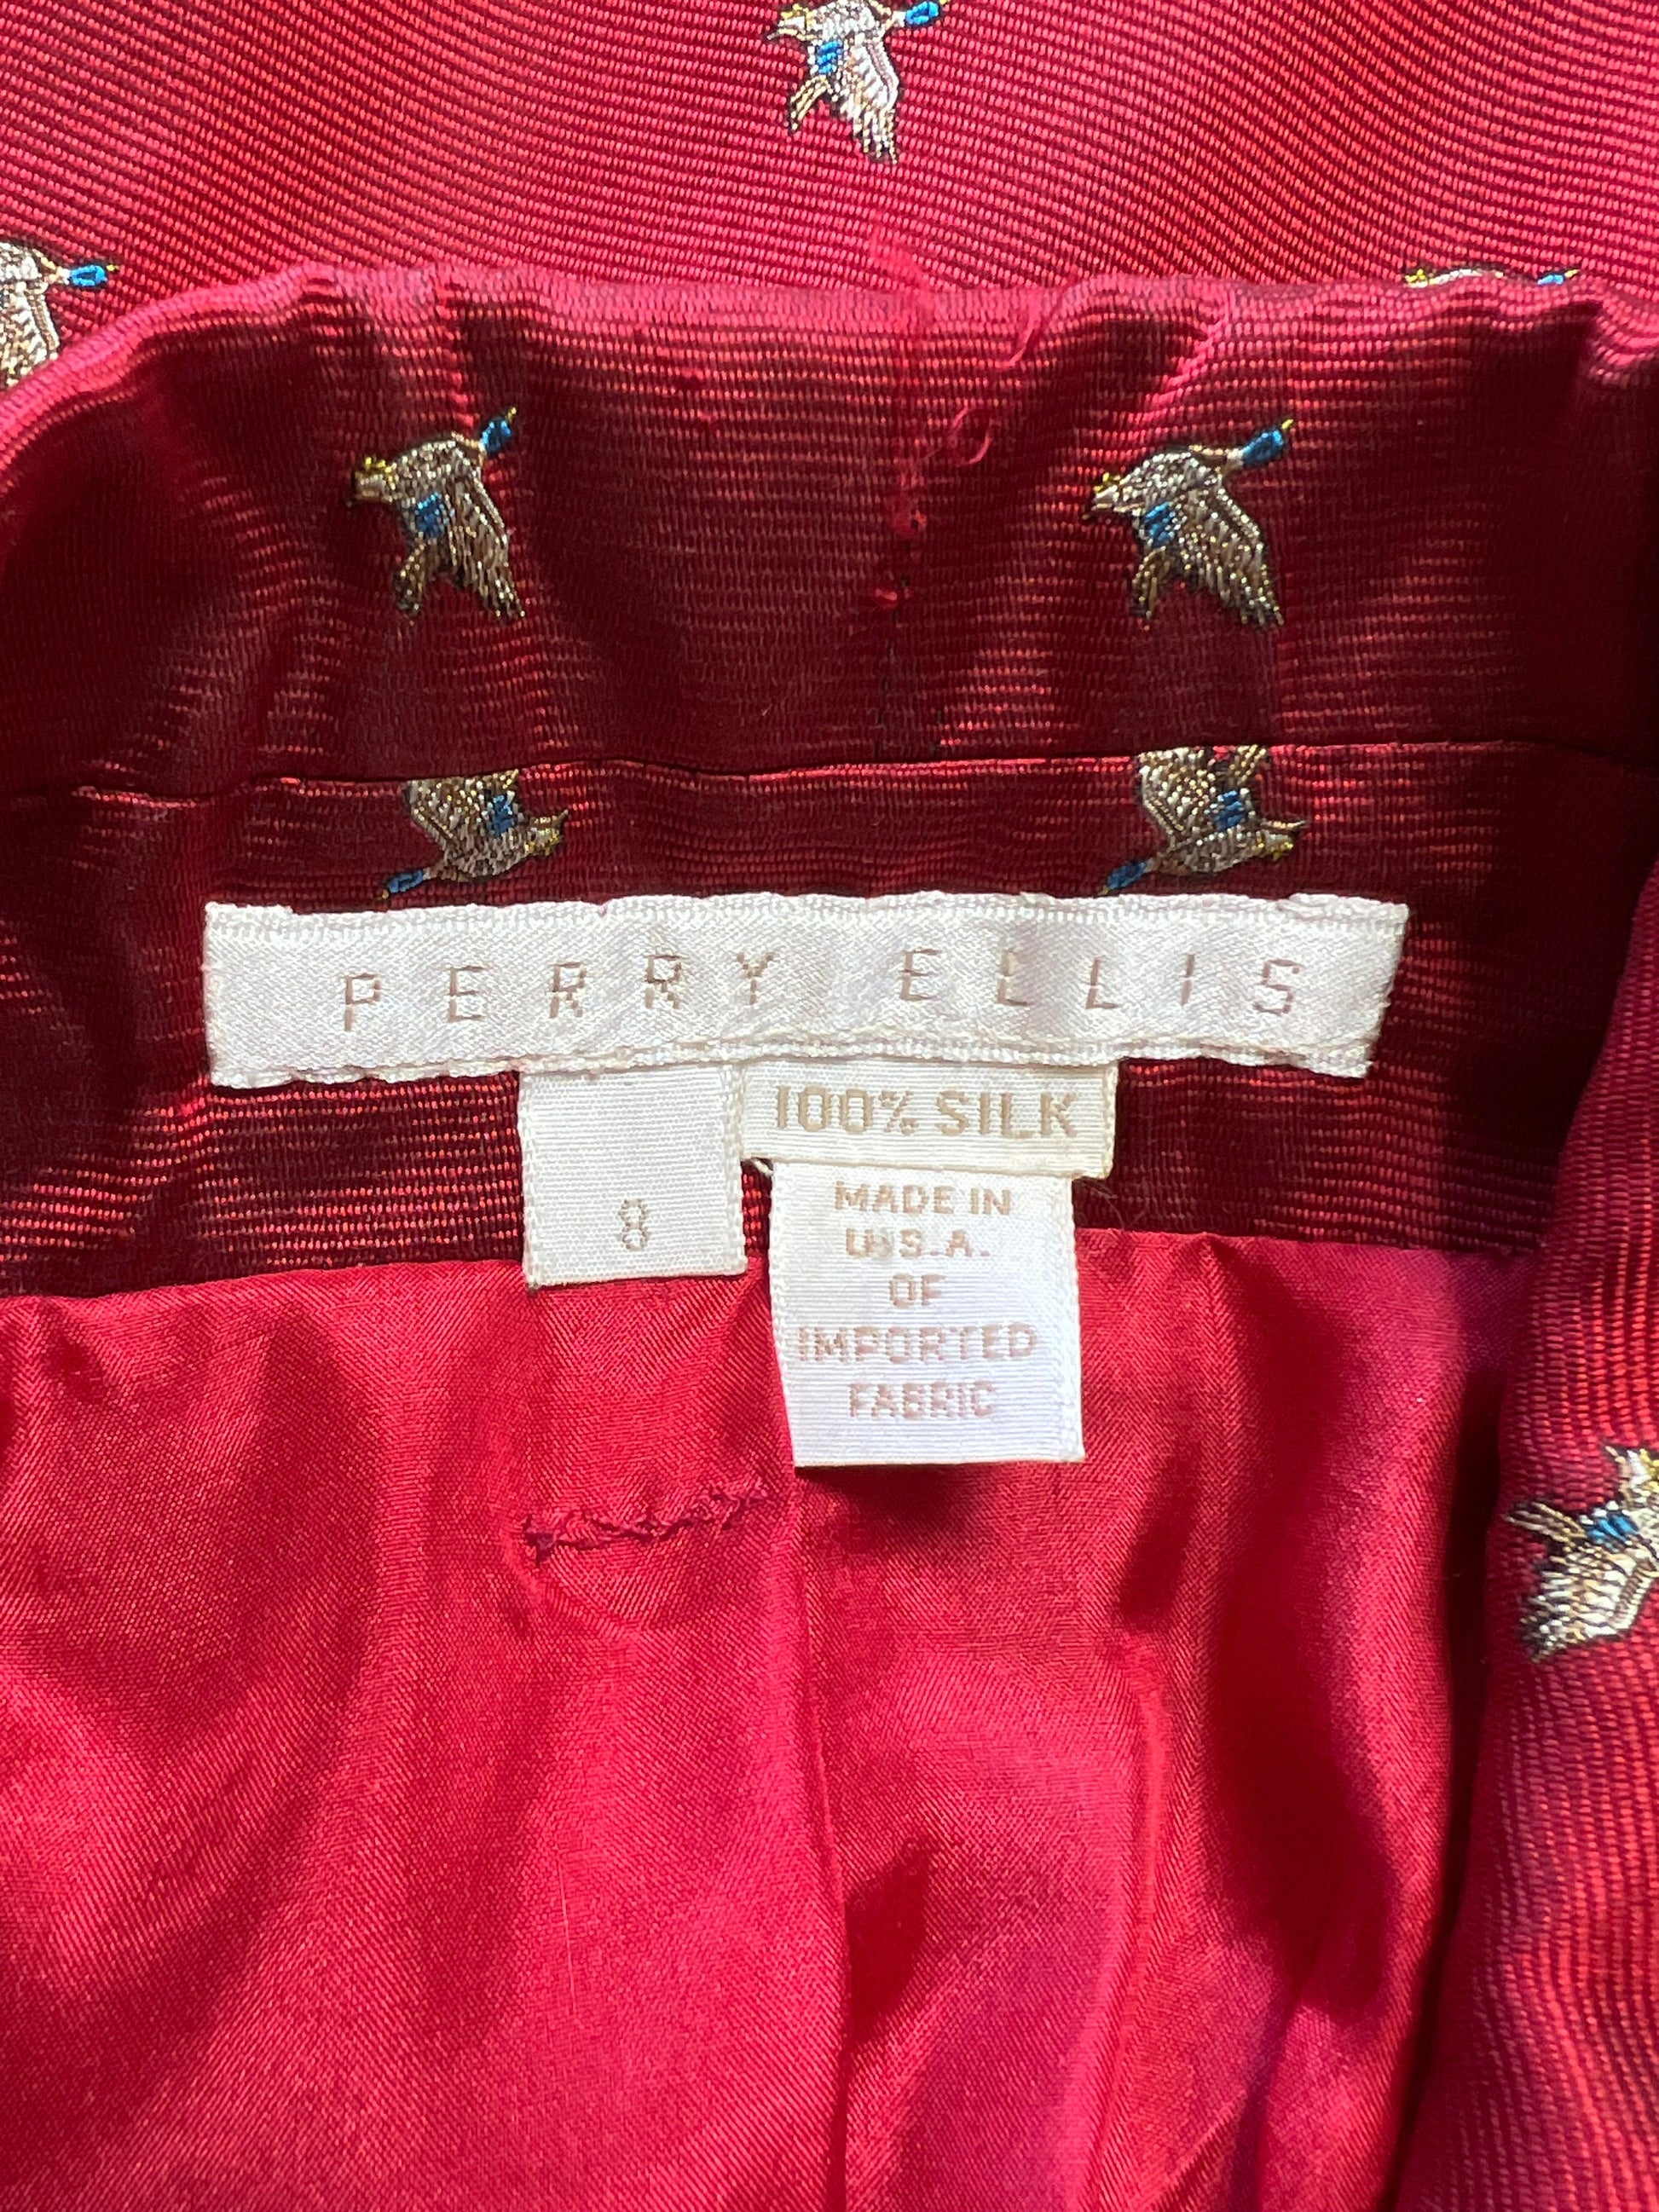 PERRY ELLIS
100% SILK
8
MADE IN
U.S.A.
OF
IMPORTED
FABRIC